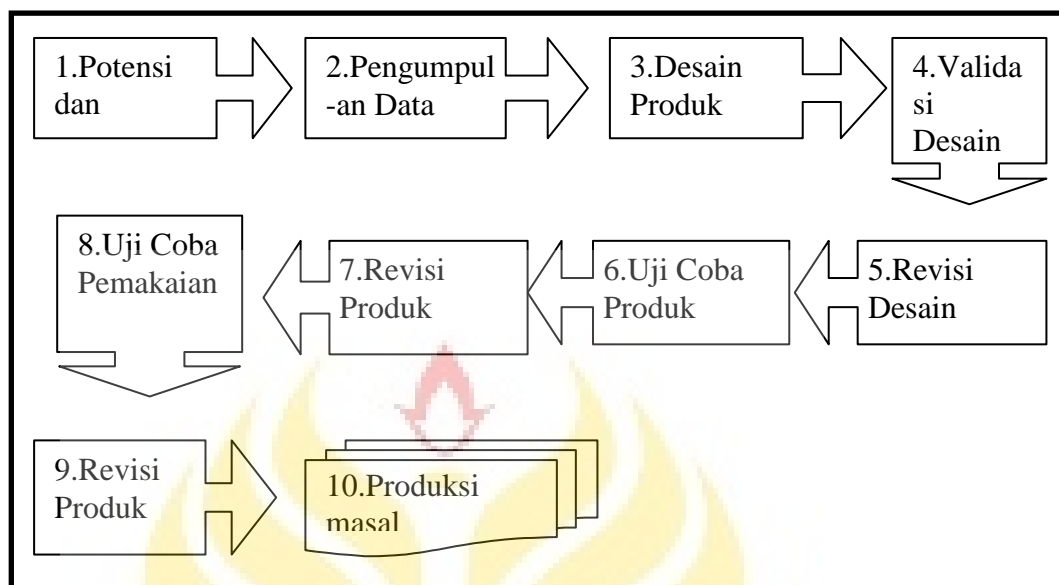 1.Potensi
dan
2.Pengumpul
-an Data
3.Desain
Produk
4.Valida
si
Desain
5.Revisi
Desain
6.Uji Coba
Produk
7.Revisi
Produk
8.Uji Coba
Pemakaian
9.Revisi
Produk
10.Produksi
masal